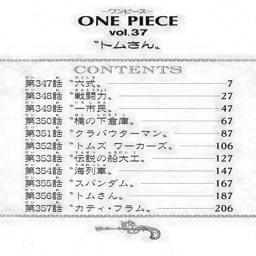 ―ワンピース―
ONE PIECE
vol.37
〝トムさん〟
CONTENTS
第347話〝六式〟 7
第348話〝戦闘力〟 27
第349話〝一市民〟 47
第350話〝橋の下倉庫〟 67
第351話〝クラバウターマン〟 87
第352話〝トムズ ワーカーズ〟 106
第353話〝伝説の船大工〟 127
第354話〝海列車〟 147
第355話〝スパンダム〟 167
第356話〝トムさん〟 187
第357話〝カティ・フラム〟 206